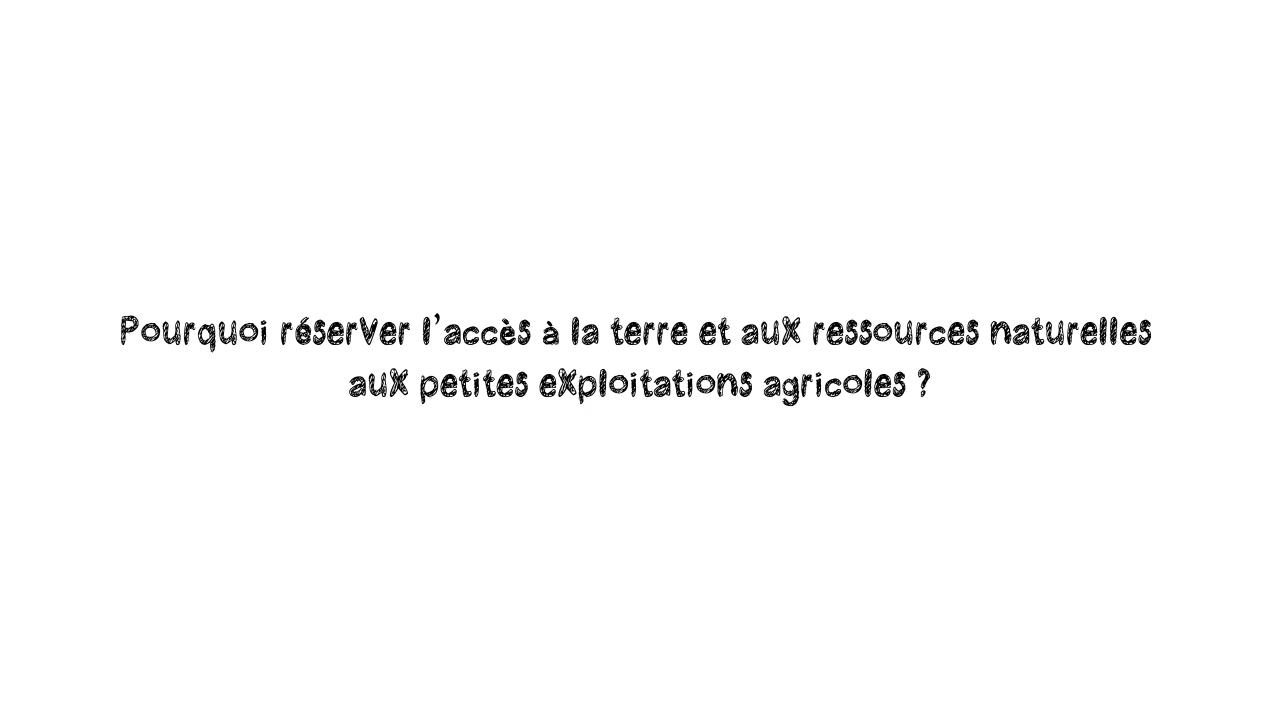 Pourquoi réserver l'accès à la terre et aux ressources naturelles
aux petites exploitations agricoles ?